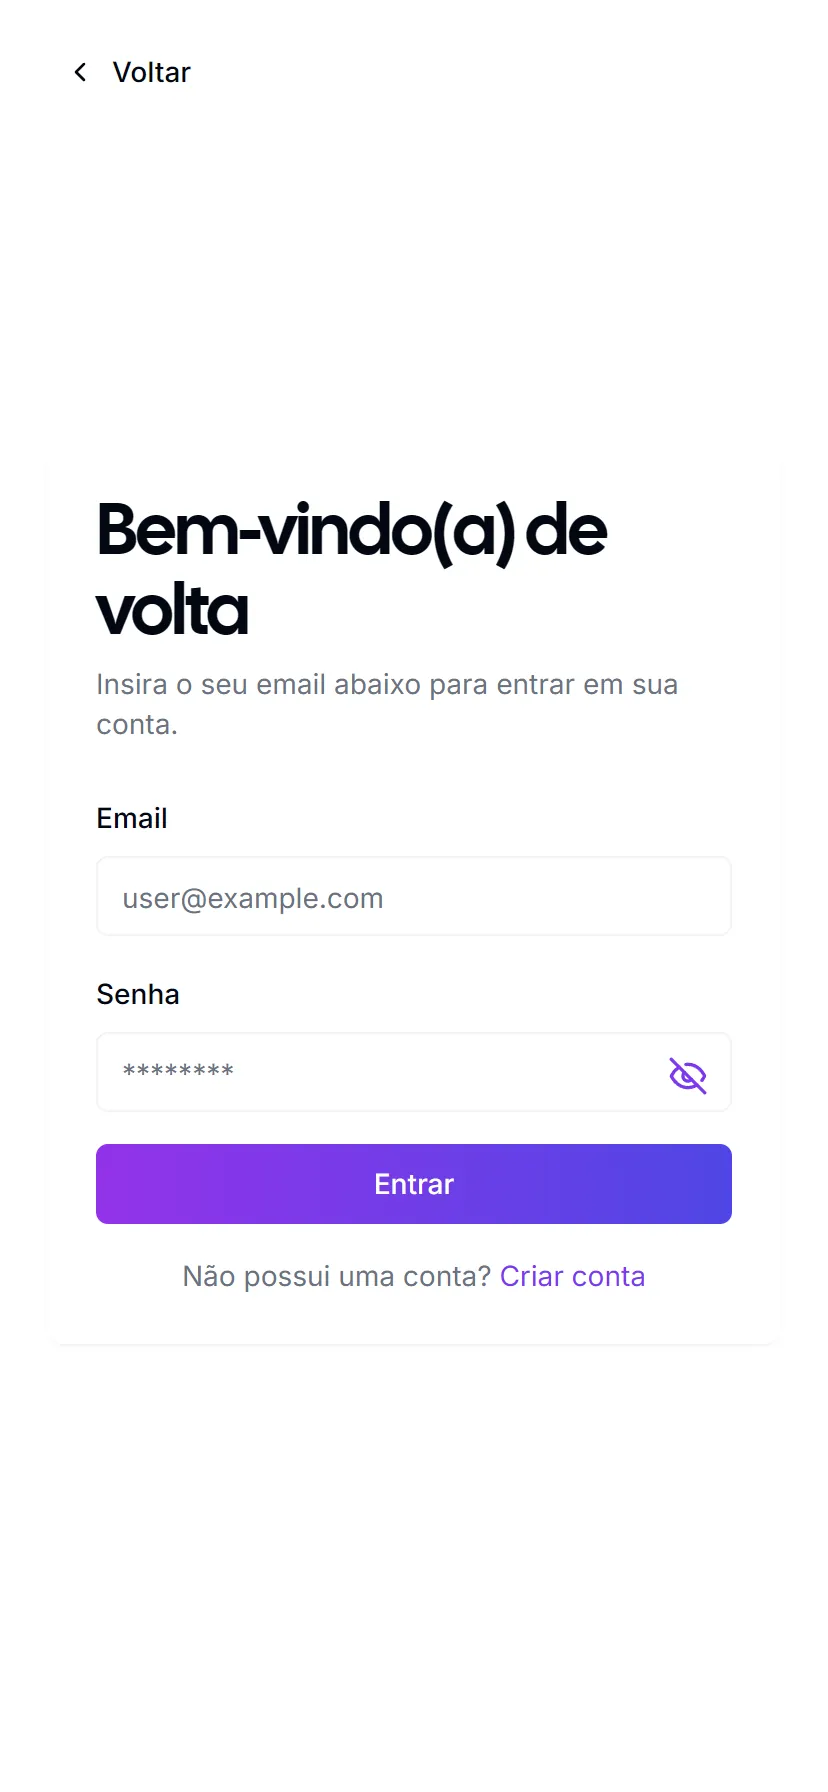 Voltar
Bem-vindo(a) de
volta
Insira o seu email abaixo para entrar em sua
conta.
Email
user@example.com
Senha
********
Entrar
Não possui uma conta? Criar conta